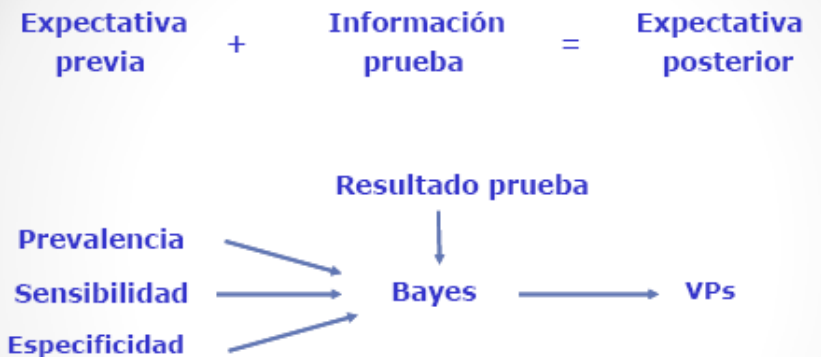 Expectativa previa + Información prueba = Expectativa posterior
Resultado prueba
Prevalencia
Sensibilidad
Bayes
VPs
Especificidad